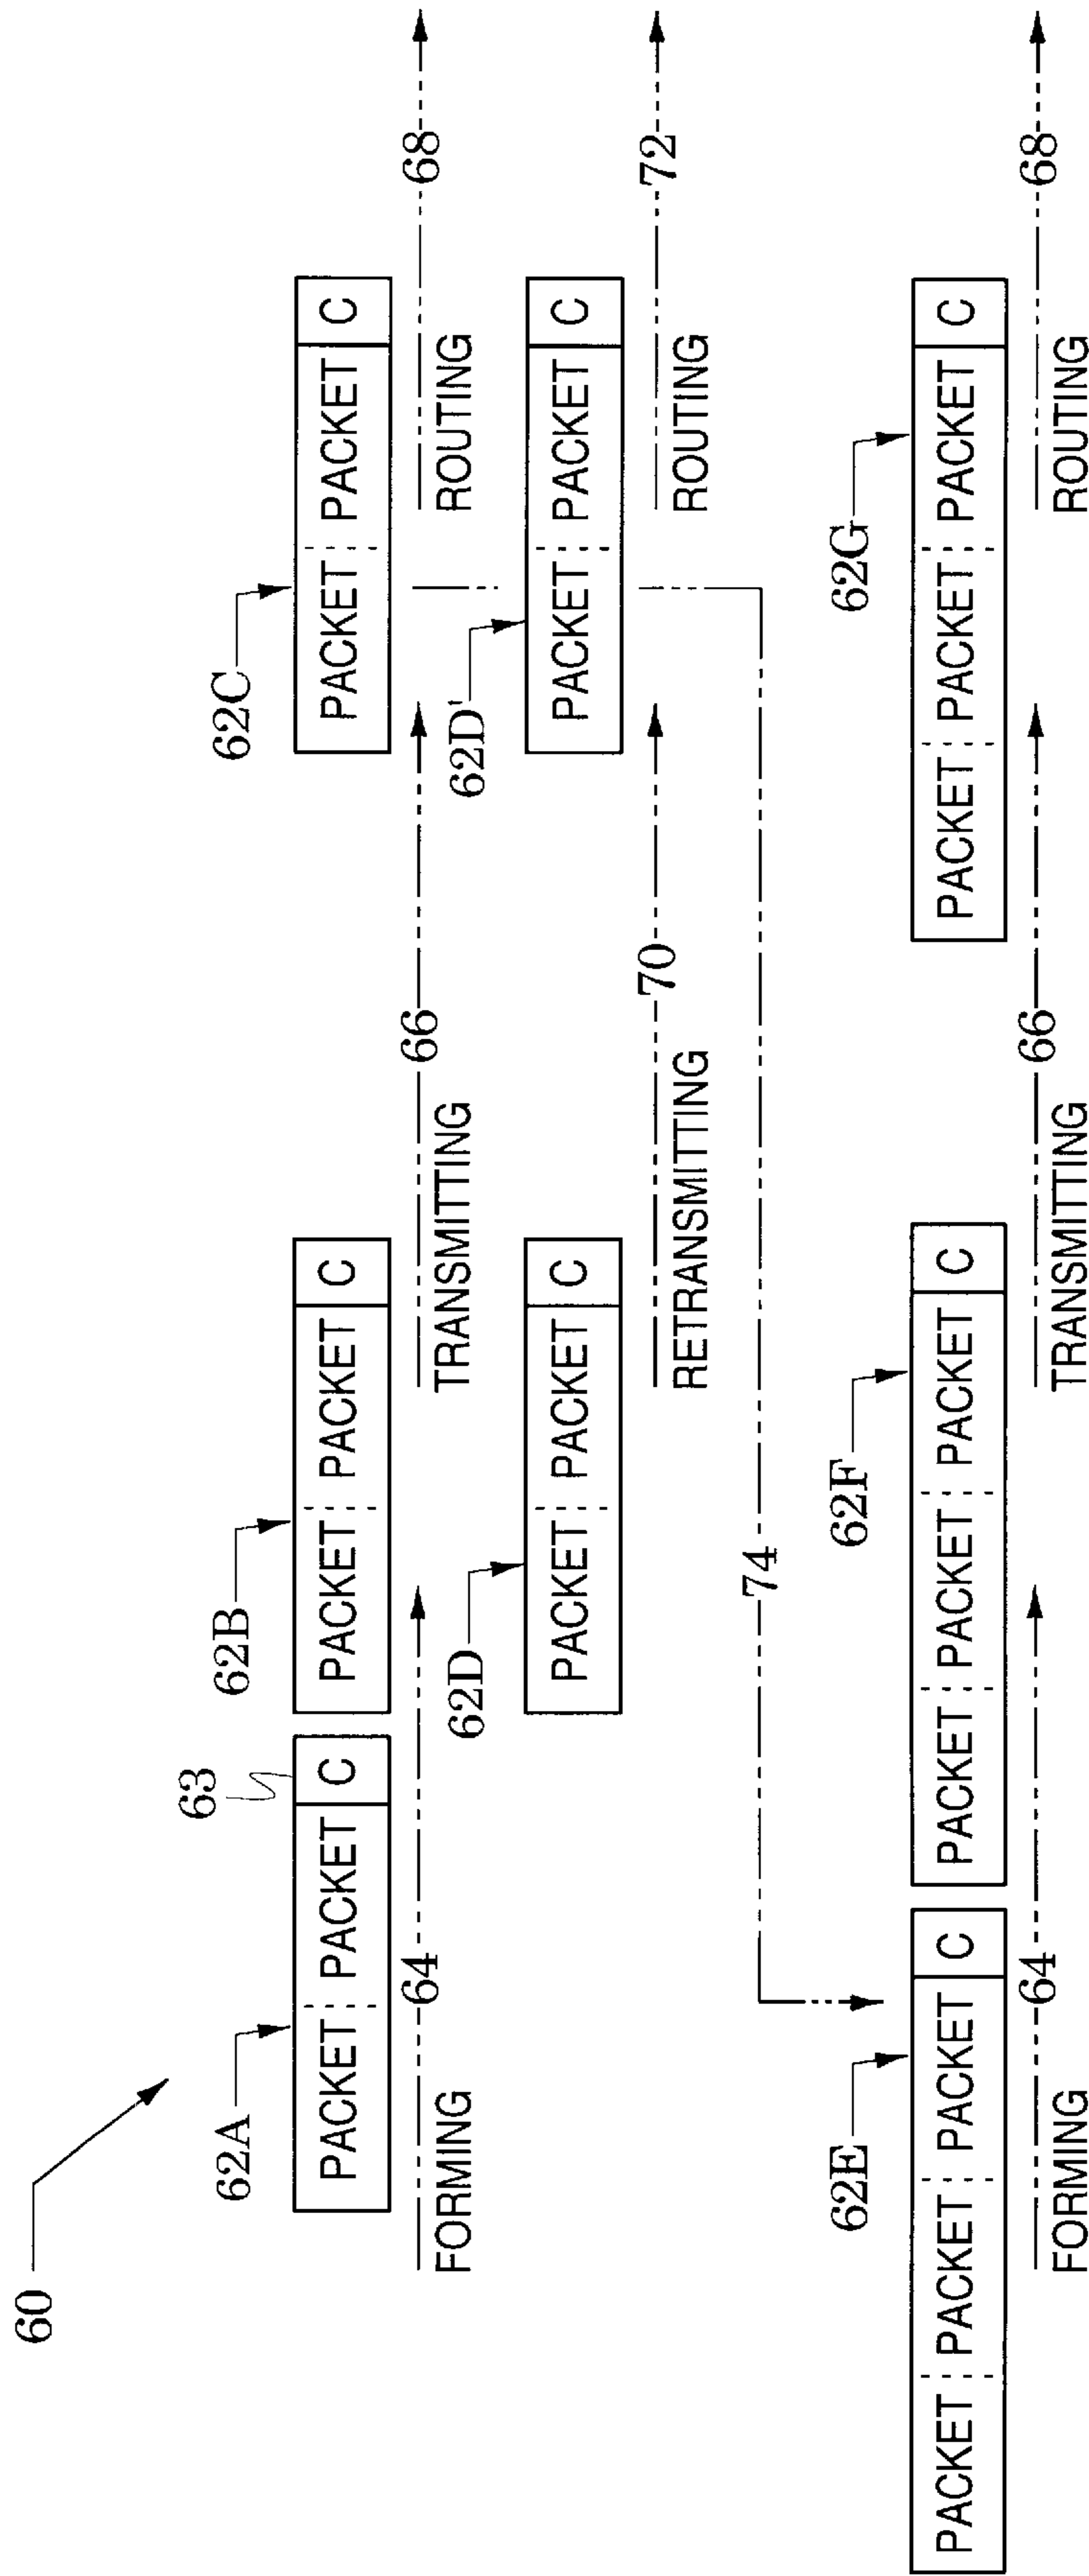 60
62A
63
62B
62C
PACKET PACKET C
PACKET PACKET C
PACKET PACKET C
64
66
68
FORMING
TRANSMITTING
ROUTING
62D
62D'
PACKET PACKET C
PACKET PACKET C
70
72
RETRANSMITTING
ROUTING
74
62E
62F
62G
PACKET PACKET PACKET C
PACKET PACKET PACKET C
PACKET PACKET PACKET C
64
66
68
FORMING
TRANSMITTING
ROUTING